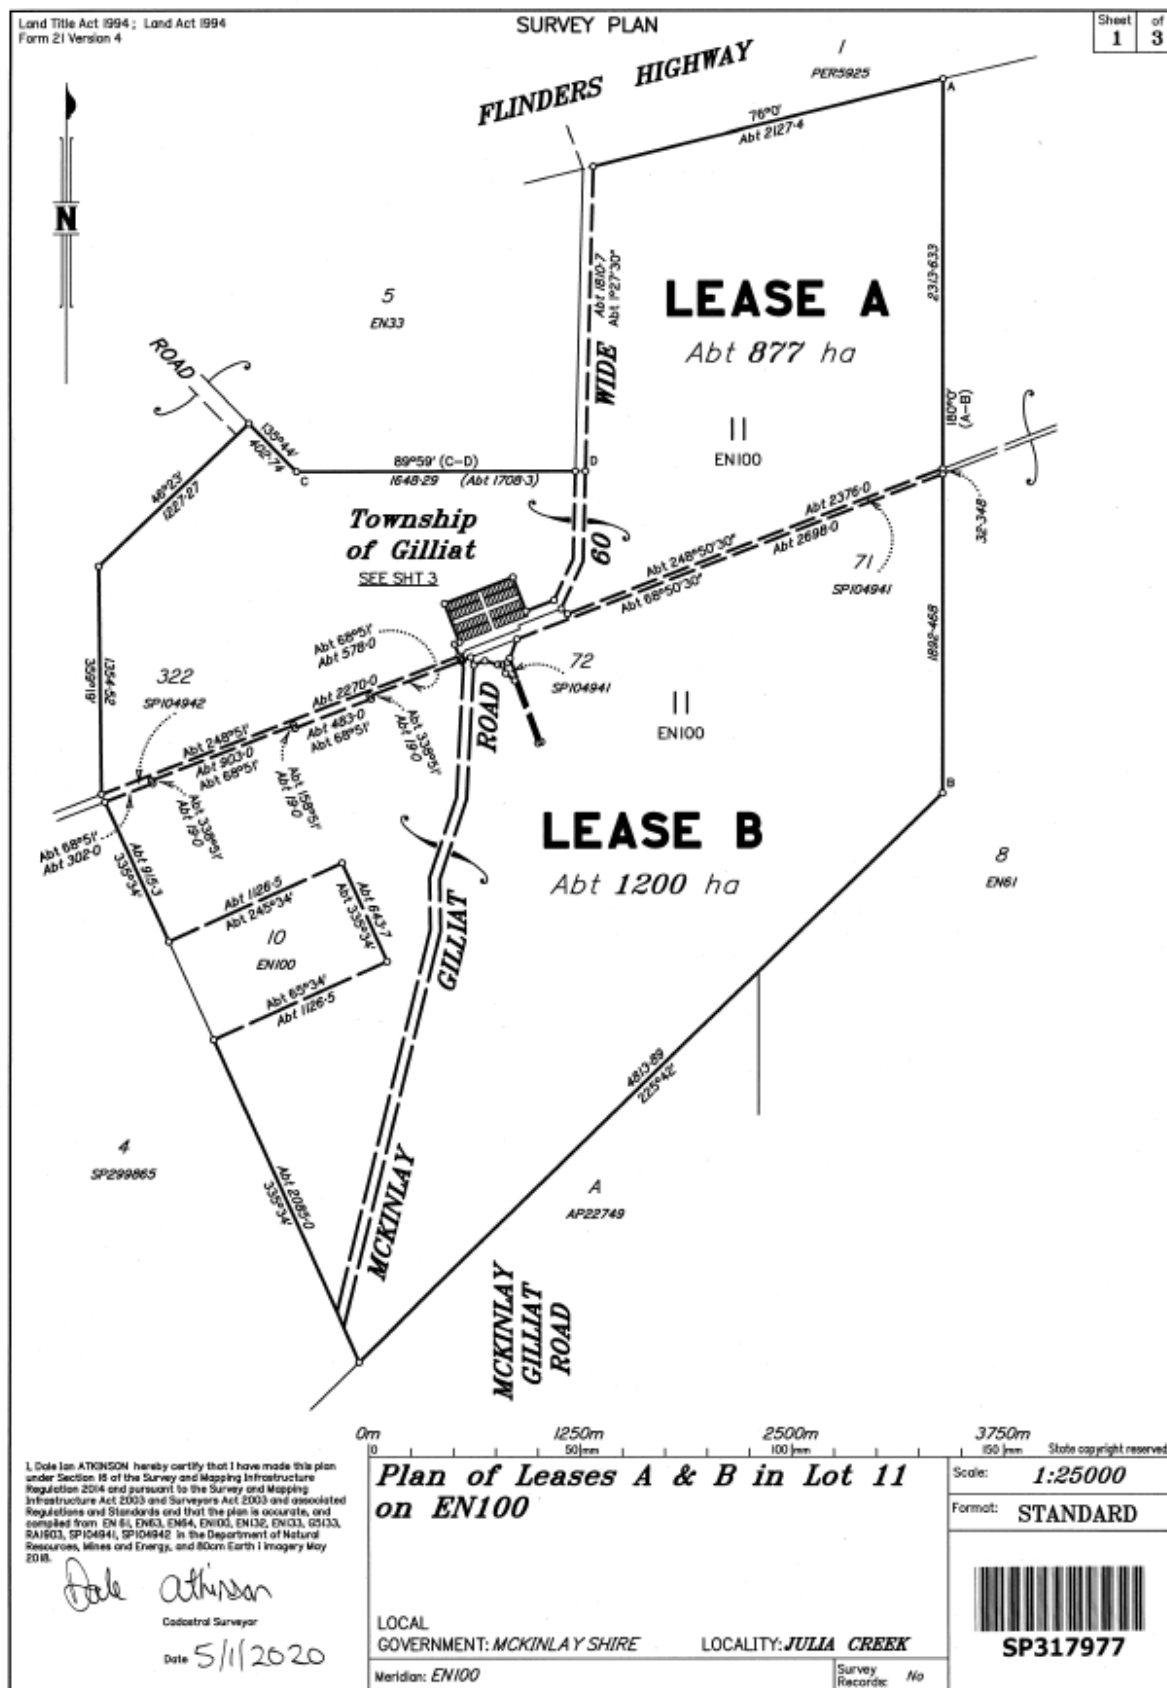 Land Title Act 1994 ; Land Act 1994
Form 21 Version 4
SURVEY PLAN
Sheet
1
of
3
FLINDERS HIGHWAY
1
PER5925
A
76°0'
Abt 2127·4
N
5
EN33
Abt 1810·7
Abt 1°27'30"
2313·633
LEASE A
Abt 877 ha
WIDE
60
ROAD
135°44'
402·74
180°0'
(A-B)
11
EN100
C
89°59' (C-D)
1648·29 (Abt 1708·3)
D
46°23'
1227·27
Abt 2376·0
Abt 2698·0
Abt 248°50'30"
Abt 68°50'30"
32·348
Township
of Gilliat
SEE SHT 3
71
SP104941
1892·468
Abt 68°51'
Abt 578·0
359°19'
1354·52
322
SP104942
72
SP104941
Abt 2270·0
Abt 248°51'
Abt 483·0
Abt 68°51'
Abt 903·0
Abt 68°51'
Abt 338°51'
Abt 19·0
ROAD
11
EN100
Abt 158°51'
Abt 19·0
Abt 338°51'
Abt 19·0
B
Abt 68°51'
Abt 302·0
LEASE B
Abt 1200 ha
8
EN61
Abt 915·3
335°34'
Abt 1126·5
Abt 245°34'
Abt 643·7
Abt 335°34'
10
EN100
GILLIAT
Abt 65°34'
Abt 1126·5
4813·89
225°42'
4
SP299865
Abt 2085·0
335°34'
MCKINLAY
A
AP22749
MCKINLAY
GILLIAT
ROAD
0m 1250m 2500m 3750m
0 50mm 100mm 150mm State copyright reserved
I, Dale Ian ATKINSON hereby certify that I have made this plan
under Section 16 of the Survey and Mapping Infrastructure
Regulation 2014 and pursuant to the Survey and Mapping
Infrastructure Act 2003 and Surveyors Act 2003 and associated
Regulations and Standards and that the plan is accurate, and
compiled from EN 61, EN63, EN64, EN100, EN132, EN133, G5133,
RA1903, SP104941, SP104942 in the Department of Natural
Resources, Mines and Energy, and 80cm Earth i Imagery May
2018.
Dale Atkinson
Cadastral Surveyor
Date 5/1/2020
Plan of Leases A & B in Lot 11
on EN100
LOCAL
GOVERNMENT: MCKINLAY SHIRE LOCALITY: JULIA CREEK
Meridian: EN100
Survey
Records: No
Scale: 1:25000
Format: STANDARD
SP317977